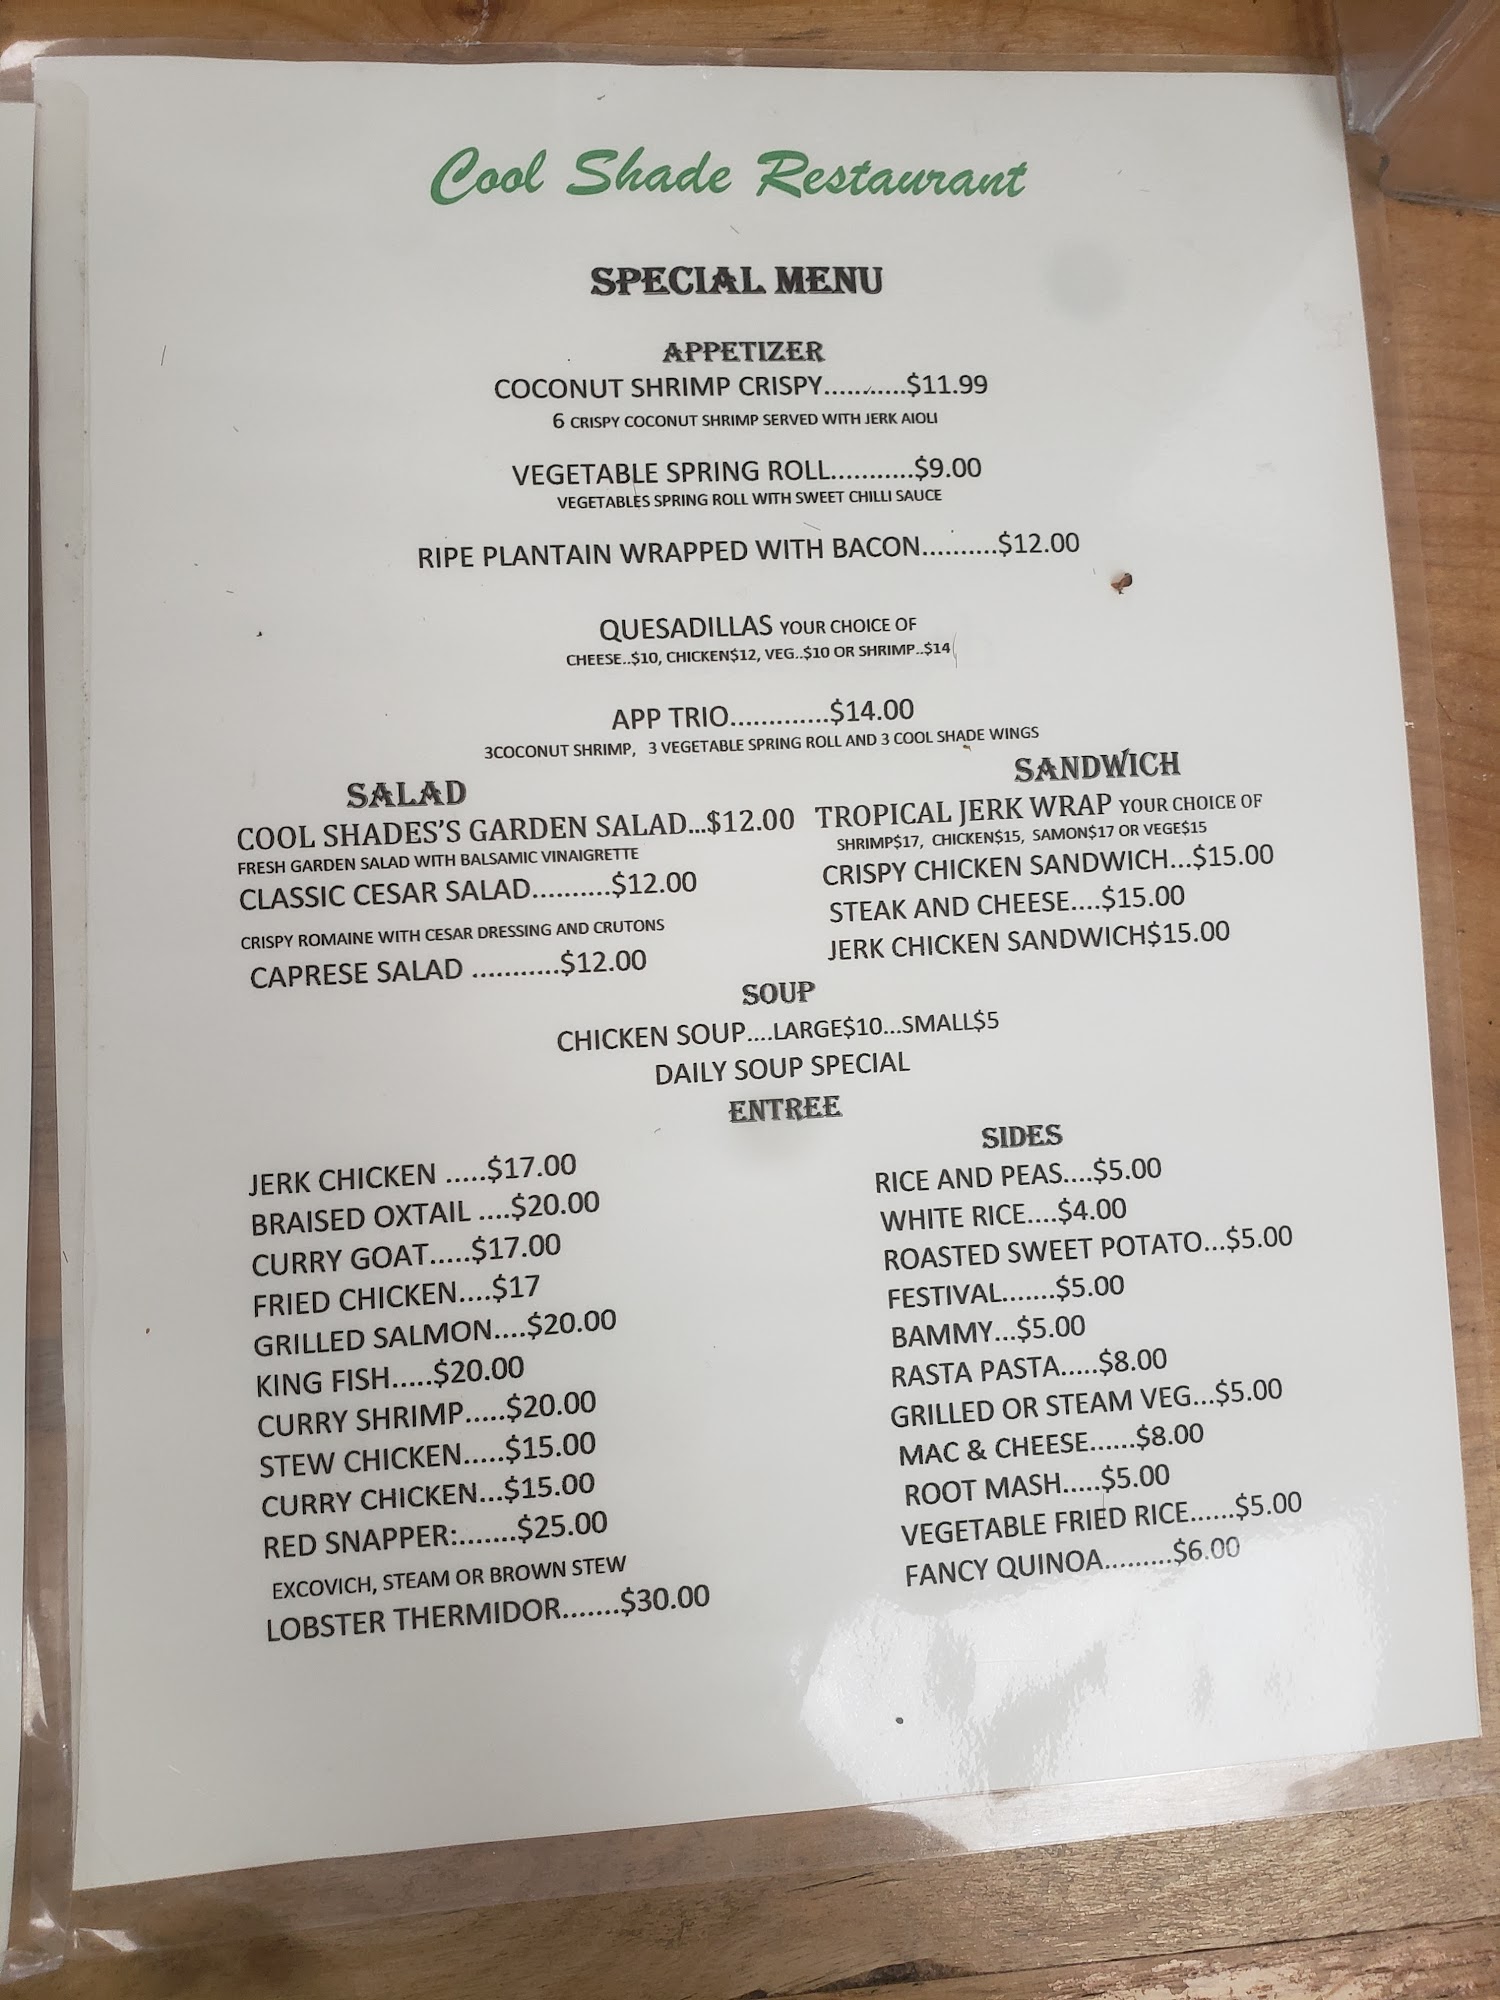 Cool Shade Restaurant
SPECIAL MENU
APPETIZER
COCONUT SHRIMP CRISPY..........$11.99
6 CRISPY COCONUT SHRIMP SERVED WITH JERK AIOLI
VEGETABLE SPRING ROLL...........$9.00
VEGETABLES SPRING ROLL WITH SWEET CHILLI SAUCE
RIPE PLANTAIN WRAPPED WITH BACON..........$12.00
QUESADILLAS YOUR CHOICE OF
CHEESE..$10, CHICKEN$12, VEG..$10 OR SHRIMP..$14
APP TRIO.............$14.00
3COCONUT SHRIMP, 3 VEGETABLE SPRING ROLL AND 3 COOL SHADE WINGS
SALAD
COOL SHADES'S GARDEN SALAD...$12.00
FRESH GARDEN SALAD WITH BALSAMIC VINAIGRETTE
CLASSIC CESAR SALAD..........$12.00
CRISPY ROMAINE WITH CESAR DRESSING AND CRUTONS
CAPRESE SALAD ...........$12.00
SANDWICH
TROPICAL JERK WRAP YOUR CHOICE OF
SHRIMP$17, CHICKEN$15, SAMON$17 OR VEGE$15
CRISPY CHICKEN SANDWICH...$15.00
STEAK AND CHEESE....$15.00
JERK CHICKEN SANDWICH$15.00
SOUP
CHICKEN SOUP....LARGE$10...SMALL$5
DAILY SOUP SPECIAL
ENTREE
JERK CHICKEN .....$17.00
BRAISED OXTAIL ....$20.00
CURRY GOAT.....$17.00
FRIED CHICKEN....$17
GRILLED SALMON....$20.00
KING FISH.....$20.00
CURRY SHRIMP.....$20.00
STEW CHICKEN.....$15.00
CURRY CHICKEN...$15.00
RED SNAPPER:.......$25.00
EXCOVICH, STEAM OR BROWN STEW
LOBSTER THERMIDOR.......$30.00
SIDES
RICE AND PEAS....$5.00
WHITE RICE....$4.00
ROASTED SWEET POTATO...$5.00
FESTIVAL.......$5.00
BAMMY...$5.00
RASTA PASTA.....$8.00
GRILLED OR STEAM VEG...$5.00
MAC & CHEESE......$8.00
ROOT MASH.....$5.00
VEGETABLE FRIED RICE......$5.00
FANCY QUINOA.........$6.00